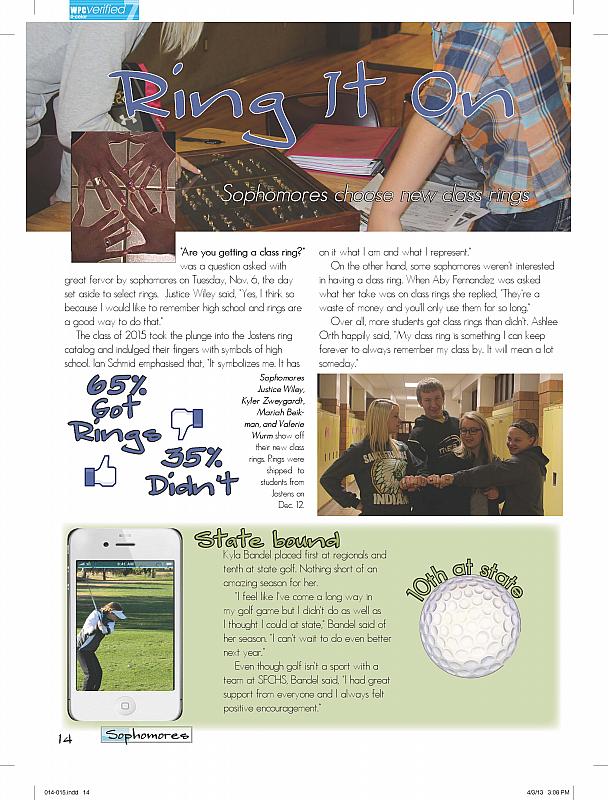 WPC verified 7
4-color
Ring It On
Sophomores choose new class rings
"Are you getting a class ring?"
was a question asked with
great fervor by sophomores on Tuesday, Nov. 6, the day
set aside to select rings. Justice Wiley said, "Yes, I think so
because I would like to remember high school and rings are
a good way to do that."
The class of 2015 took the plunge into the Jostens ring
catalog and indulged their fingers with symbols of high
school. Ian Schmid emphasised that, "It symbolizes me. It has
on it what I am and what I represent."
On the other hand, some sophomores weren't interested
in having a class ring. When Aby Fernandez was asked
what her take was on class rings she replied, "They're a
waste of money and you'll only use them for so long."
Over all, more students got class rings than didn't. Ashlee
Orth happily said, "My class ring is something I can keep
forever to always remember my class by. It will mean a lot
someday."
65%
Got
Rings
35%
Didn't
Sophomores
Justice Wiley,
Kyler Zweygardt,
Mariah Beik-
man, and Valerie
Wurm show off
their new class
rings. Rings were
shipped to
students from
Jostens on
Dec. 12.
INDIAN
State bound
Kyla Bandel placed first at regionals and
tenth at state golf. Nothing short of an
amazing season for her.
"I feel like I've come a long way in
my golf game but I didn't do as well as
I thought I could at state," Bandel said of
her season. "I can't wait to do even better
next year."
Even though golf isn't a sport with a
team at SFCHS, Bandel said, "I had great
support from everyone and I always felt
positive encouragement."
9:41 AM
10th at state
14
Sophomores
014-015.indd 14
4/3/13 3:08 PM